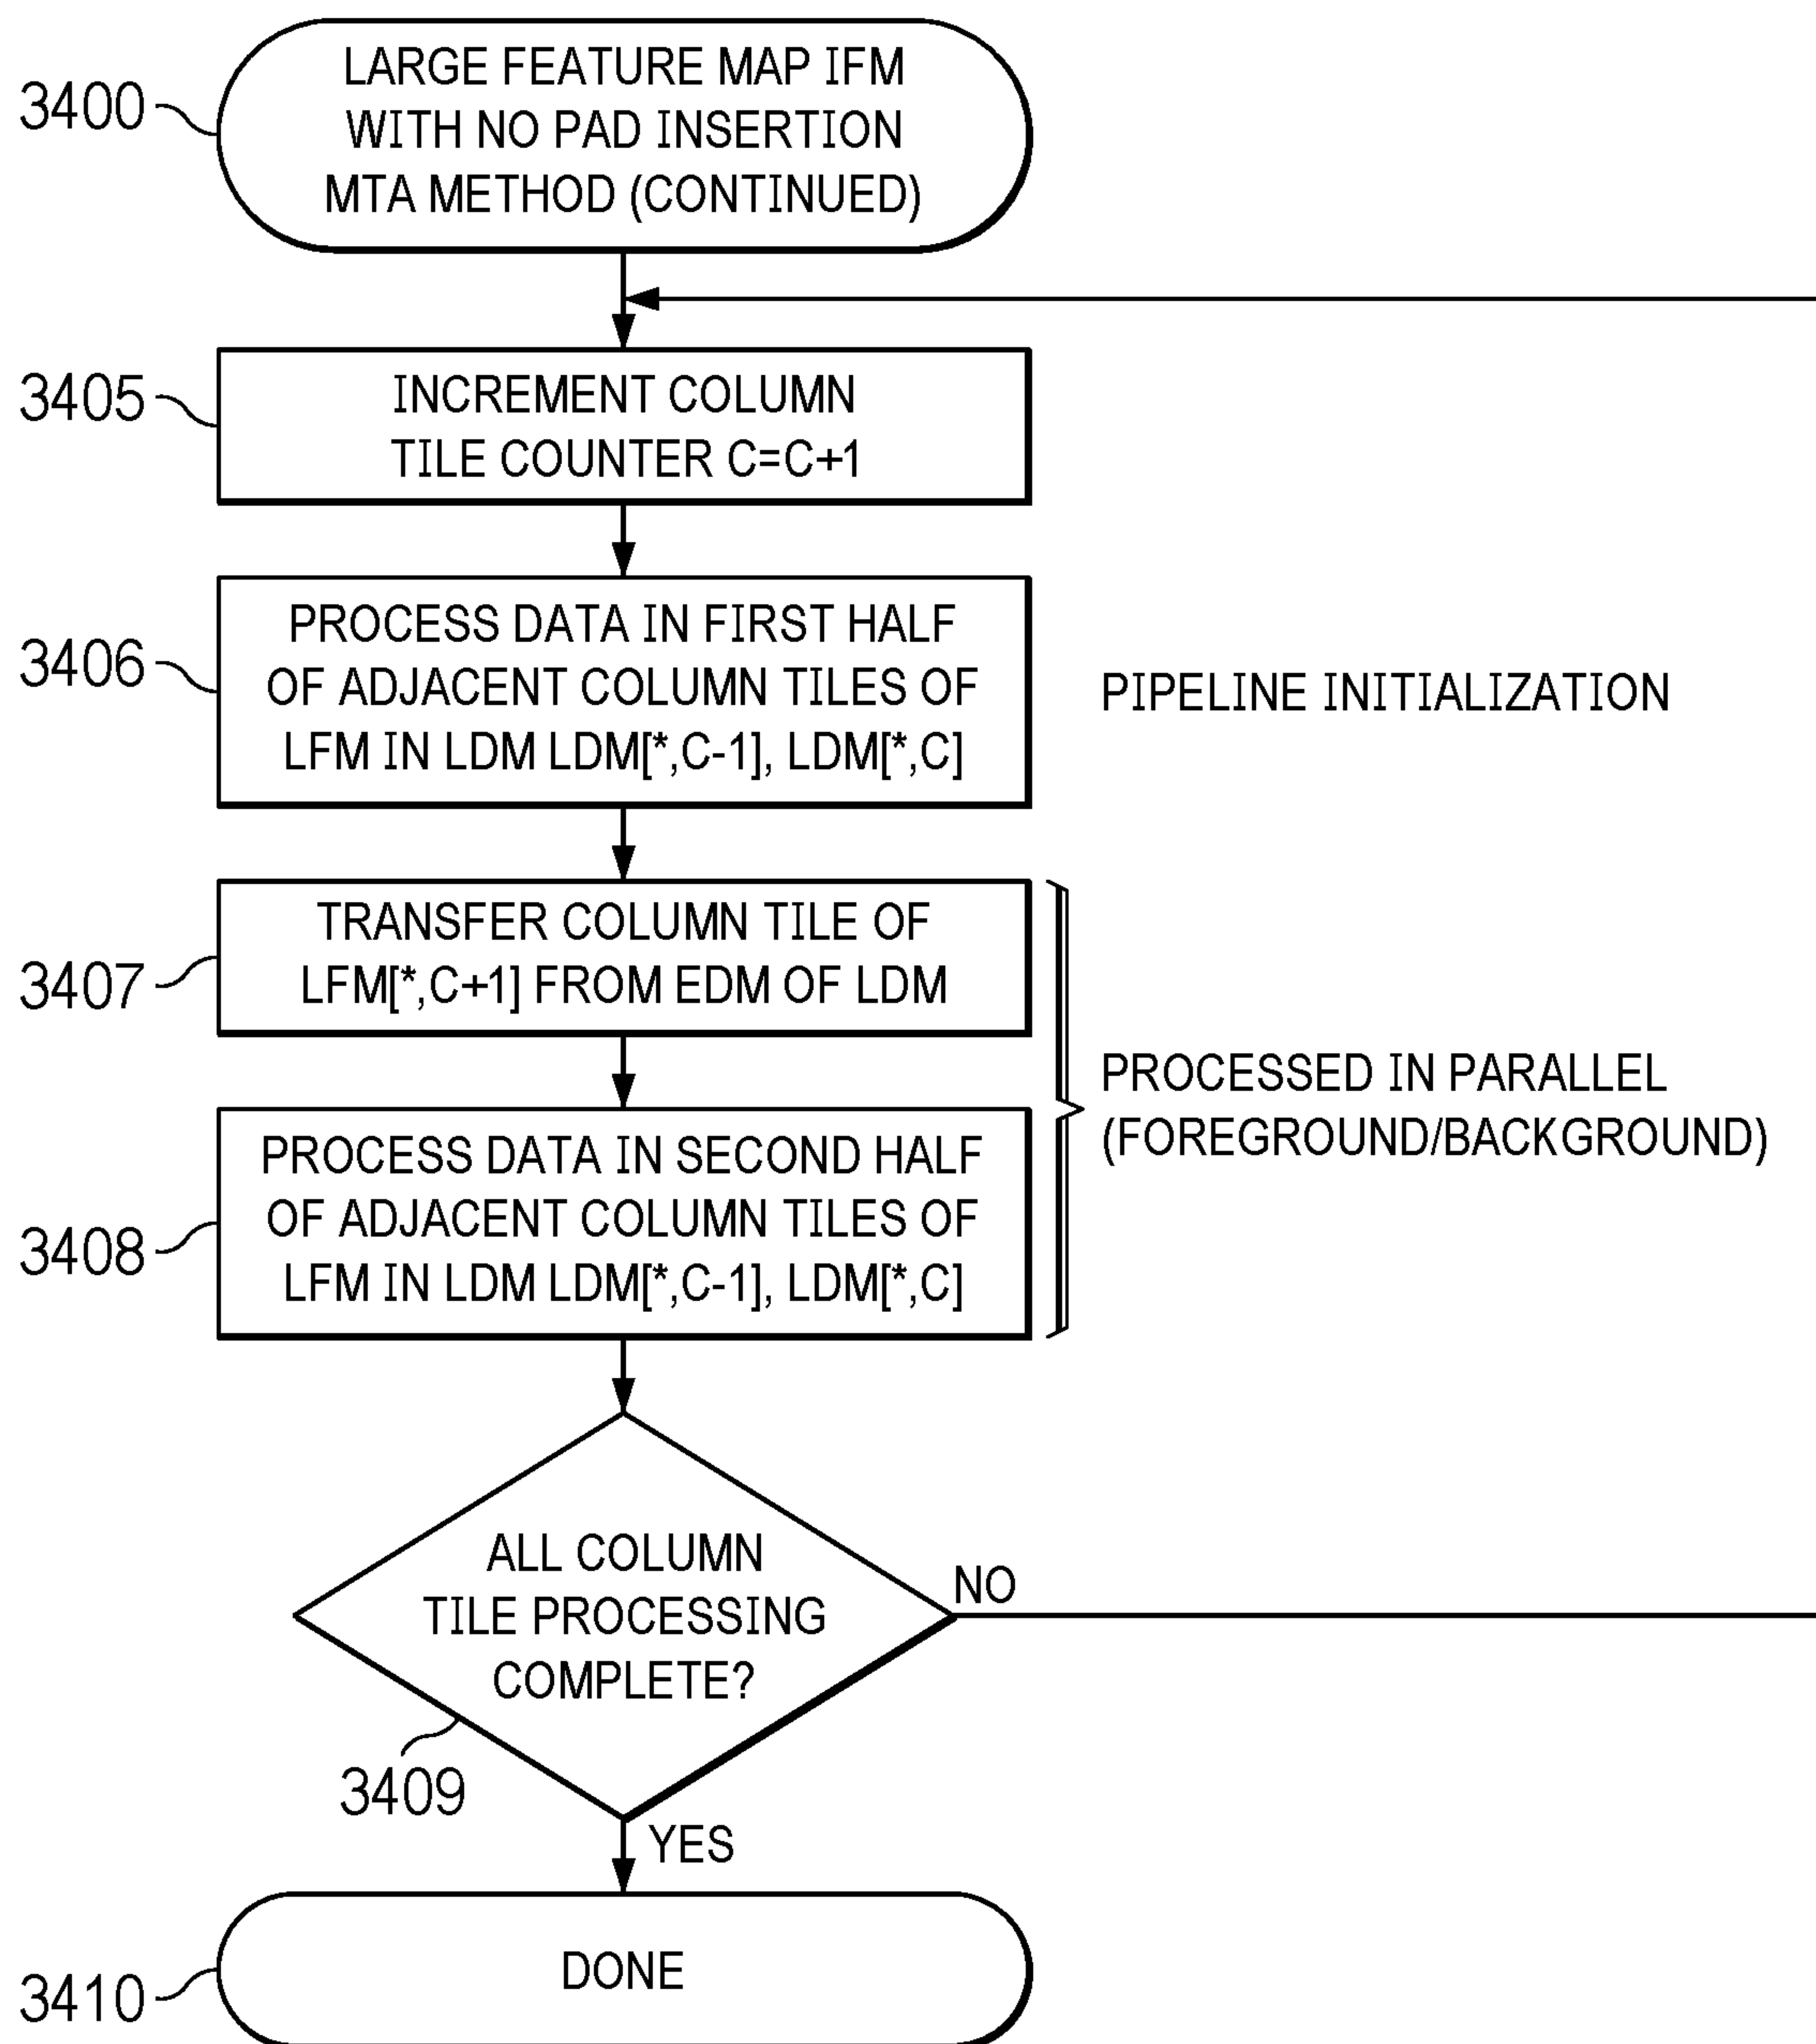 3400
LARGE FEATURE MAP IFM
WITH NO PAD INSERTION
MTA METHOD (CONTINUED)
3405
INCREMENT COLUMN
TILE COUNTER C=C+1
3406
PROCESS DATA IN FIRST HALF
OF ADJACENT COLUMN TILES OF
LFM IN LDM LDM[*,C-1], LDM[*,C]
PIPELINE INITIALIZATION
3407
TRANSFER COLUMN TILE OF
LFM[*,C+1] FROM EDM OF LDM
PROCESSED IN PARALLEL
(FOREGROUND/BACKGROUND)
3408
PROCESS DATA IN SECOND HALF
OF ADJACENT COLUMN TILES OF
LFM IN LDM LDM[*,C-1], LDM[*,C]
ALL COLUMN
TILE PROCESSING
COMPLETE?
NO
3409
YES
3410
DONE